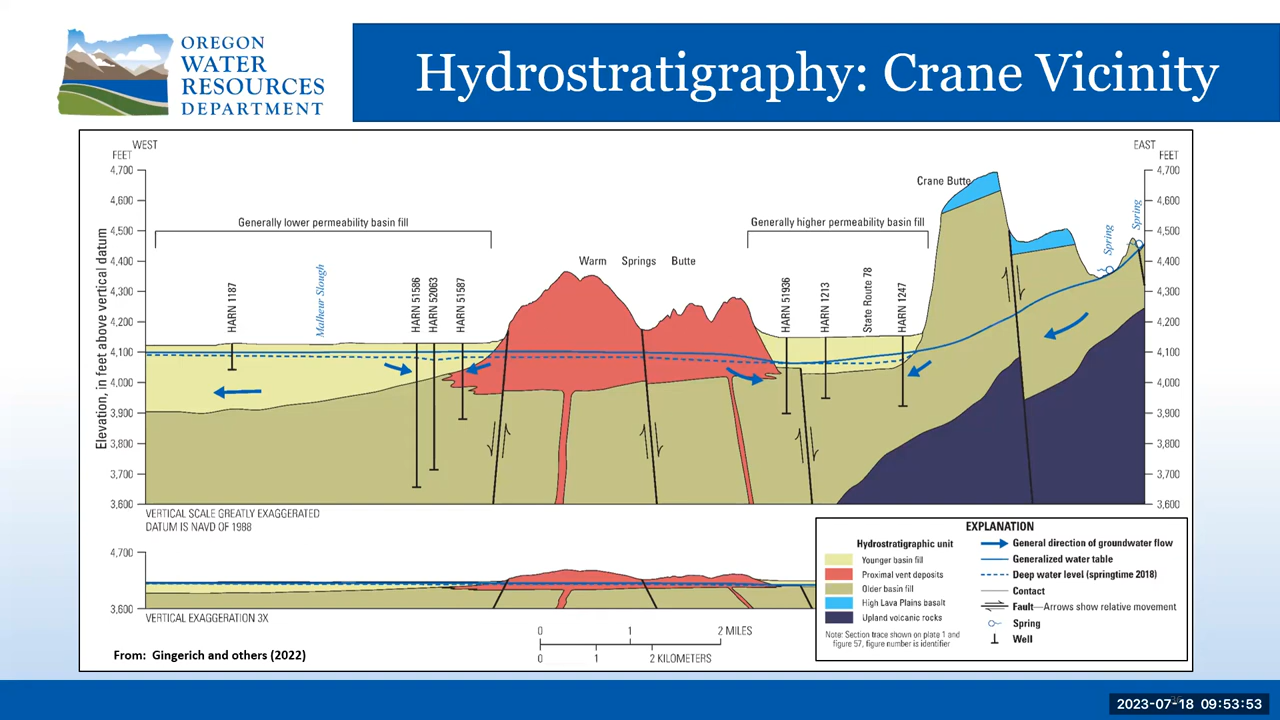 OREGON
WATER
RESOURCES
DEPARTMENT
Hydrostratigraphy: Crane Vicinity
WEST
EAST
FEET
FEET
4,700
4,600
4,500
4,400
4,300
4,200
4,100
4,000
3,900
3,800
3,700
3,600
Elevation, in feet above vertical datum
Generally lower permeability basin fill
Generally higher permeability basin fill
Crane Butte
Warm Springs Butte
HARN 1187
Malheur Slough
HARN 51586
HARN 52063
HARN 51587
HARN 51936
HARN 1213
State Route 78
HARN 1247
Spring
Spring
4,700
4,600
4,500
4,400
4,300
4,200
4,100
4,000
3,900
3,800
3,700
3,600
VERTICAL SCALE GREATLY EXAGGERATED
DATUM IS NAVD OF 1988
4,700
3,600
VERTICAL EXAGGERATION 3X
0 1 2 MILES
0 1 2 KILOMETERS
From: Gingerich and others (2022)
EXPLANATION
Hydrostratigraphic unit
Younger basin fill
Proximal vent deposits
Older basin fill
High Lava Plains basalt
Upland volcanic rocks
Note: Section trace shown on plate 1 and
figure 57, figure number is identifier
General direction of groundwater flow
Generalized water table
Deep water level (springtime 2018)
Contact
Fault—Arrows show relative movement
Spring
Well
2023-07-18 09:53:53